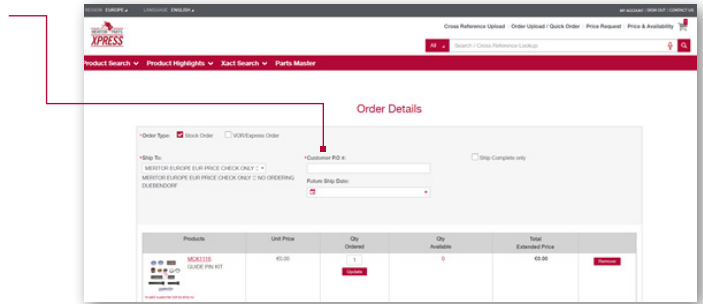 REGION EUROPE LANGUAGE ENGLISH MY ACCOUNT | SIGN OUT | CONTACT US
MERITOR PARTS
XPRESS
Cross Reference Upload | Order Upload / Quick Order | Price Request | Price & Availability
All Search / Cross Reference Lookup
Product Search Product Highlights Xact Search Parts Master
Order Details
*Order Type: Stock Order VOR/Express Order
*Ship To: *Customer P.O #: Ship Complete only
MERITOR EUROPE EUR PRICE CHECK ONLY
MERITOR EUROPE EUR PRICE CHECK ONLY NO ORDERING
DUEBENDORF
Future Ship Date:
Products Unit Price Qty Ordered Qty Available Total Extended Price
MCK1116 €0.00 1 0 €0.00 Remove
GUIDE PIN KIT
Update